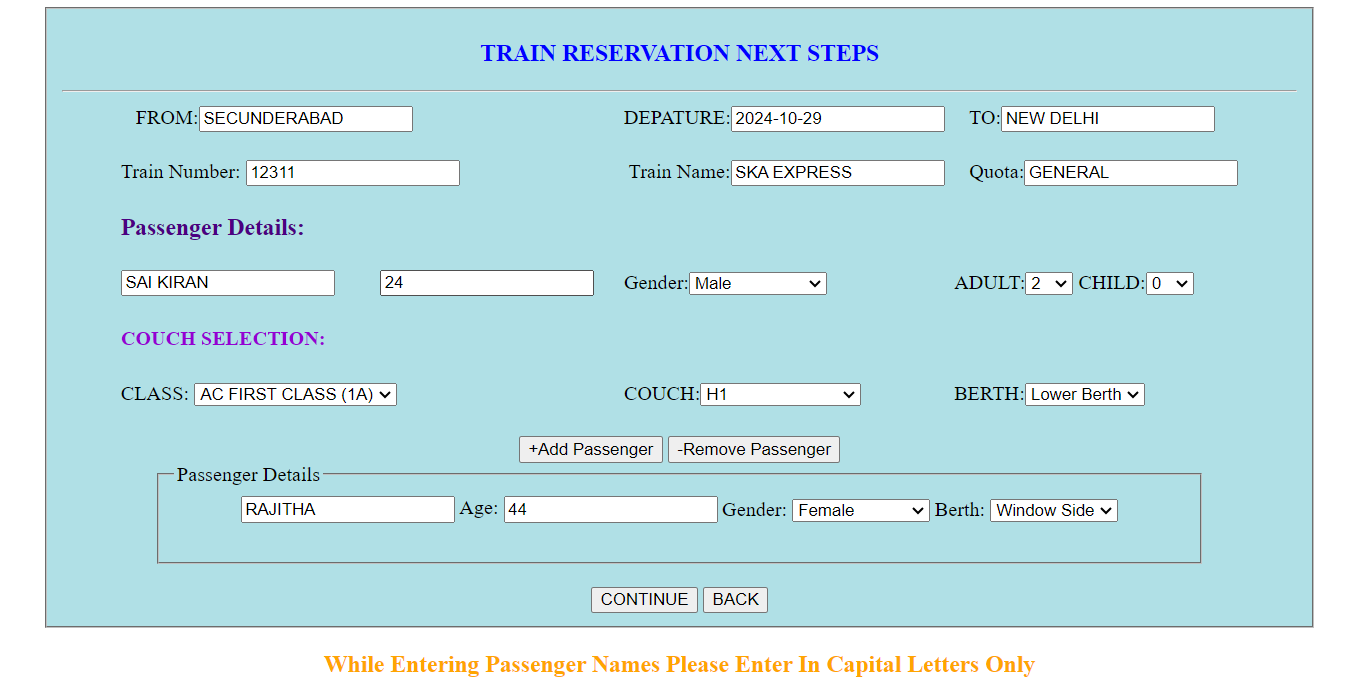 TRAIN RESERVATION NEXT STEPS
FROM: SECUNDERABAD DEPATURE: 2024-10-29 TO: NEW DELHI
Train Number: 12311 Train Name: SKA EXPRESS Quota: GENERAL
Passenger Details:
SAI KIRAN 24 Gender: Male ADULT: 2 CHILD: 0
COUCH SELECTION:
CLASS: AC FIRST CLASS (1A) COUCH: H1 BERTH: Lower Berth
+Add Passenger -Remove Passenger
Passenger Details
RAJITHA Age: 44 Gender: Female Berth: Window Side
CONTINUE BACK
While Entering Passenger Names Please Enter In Capital Letters Only